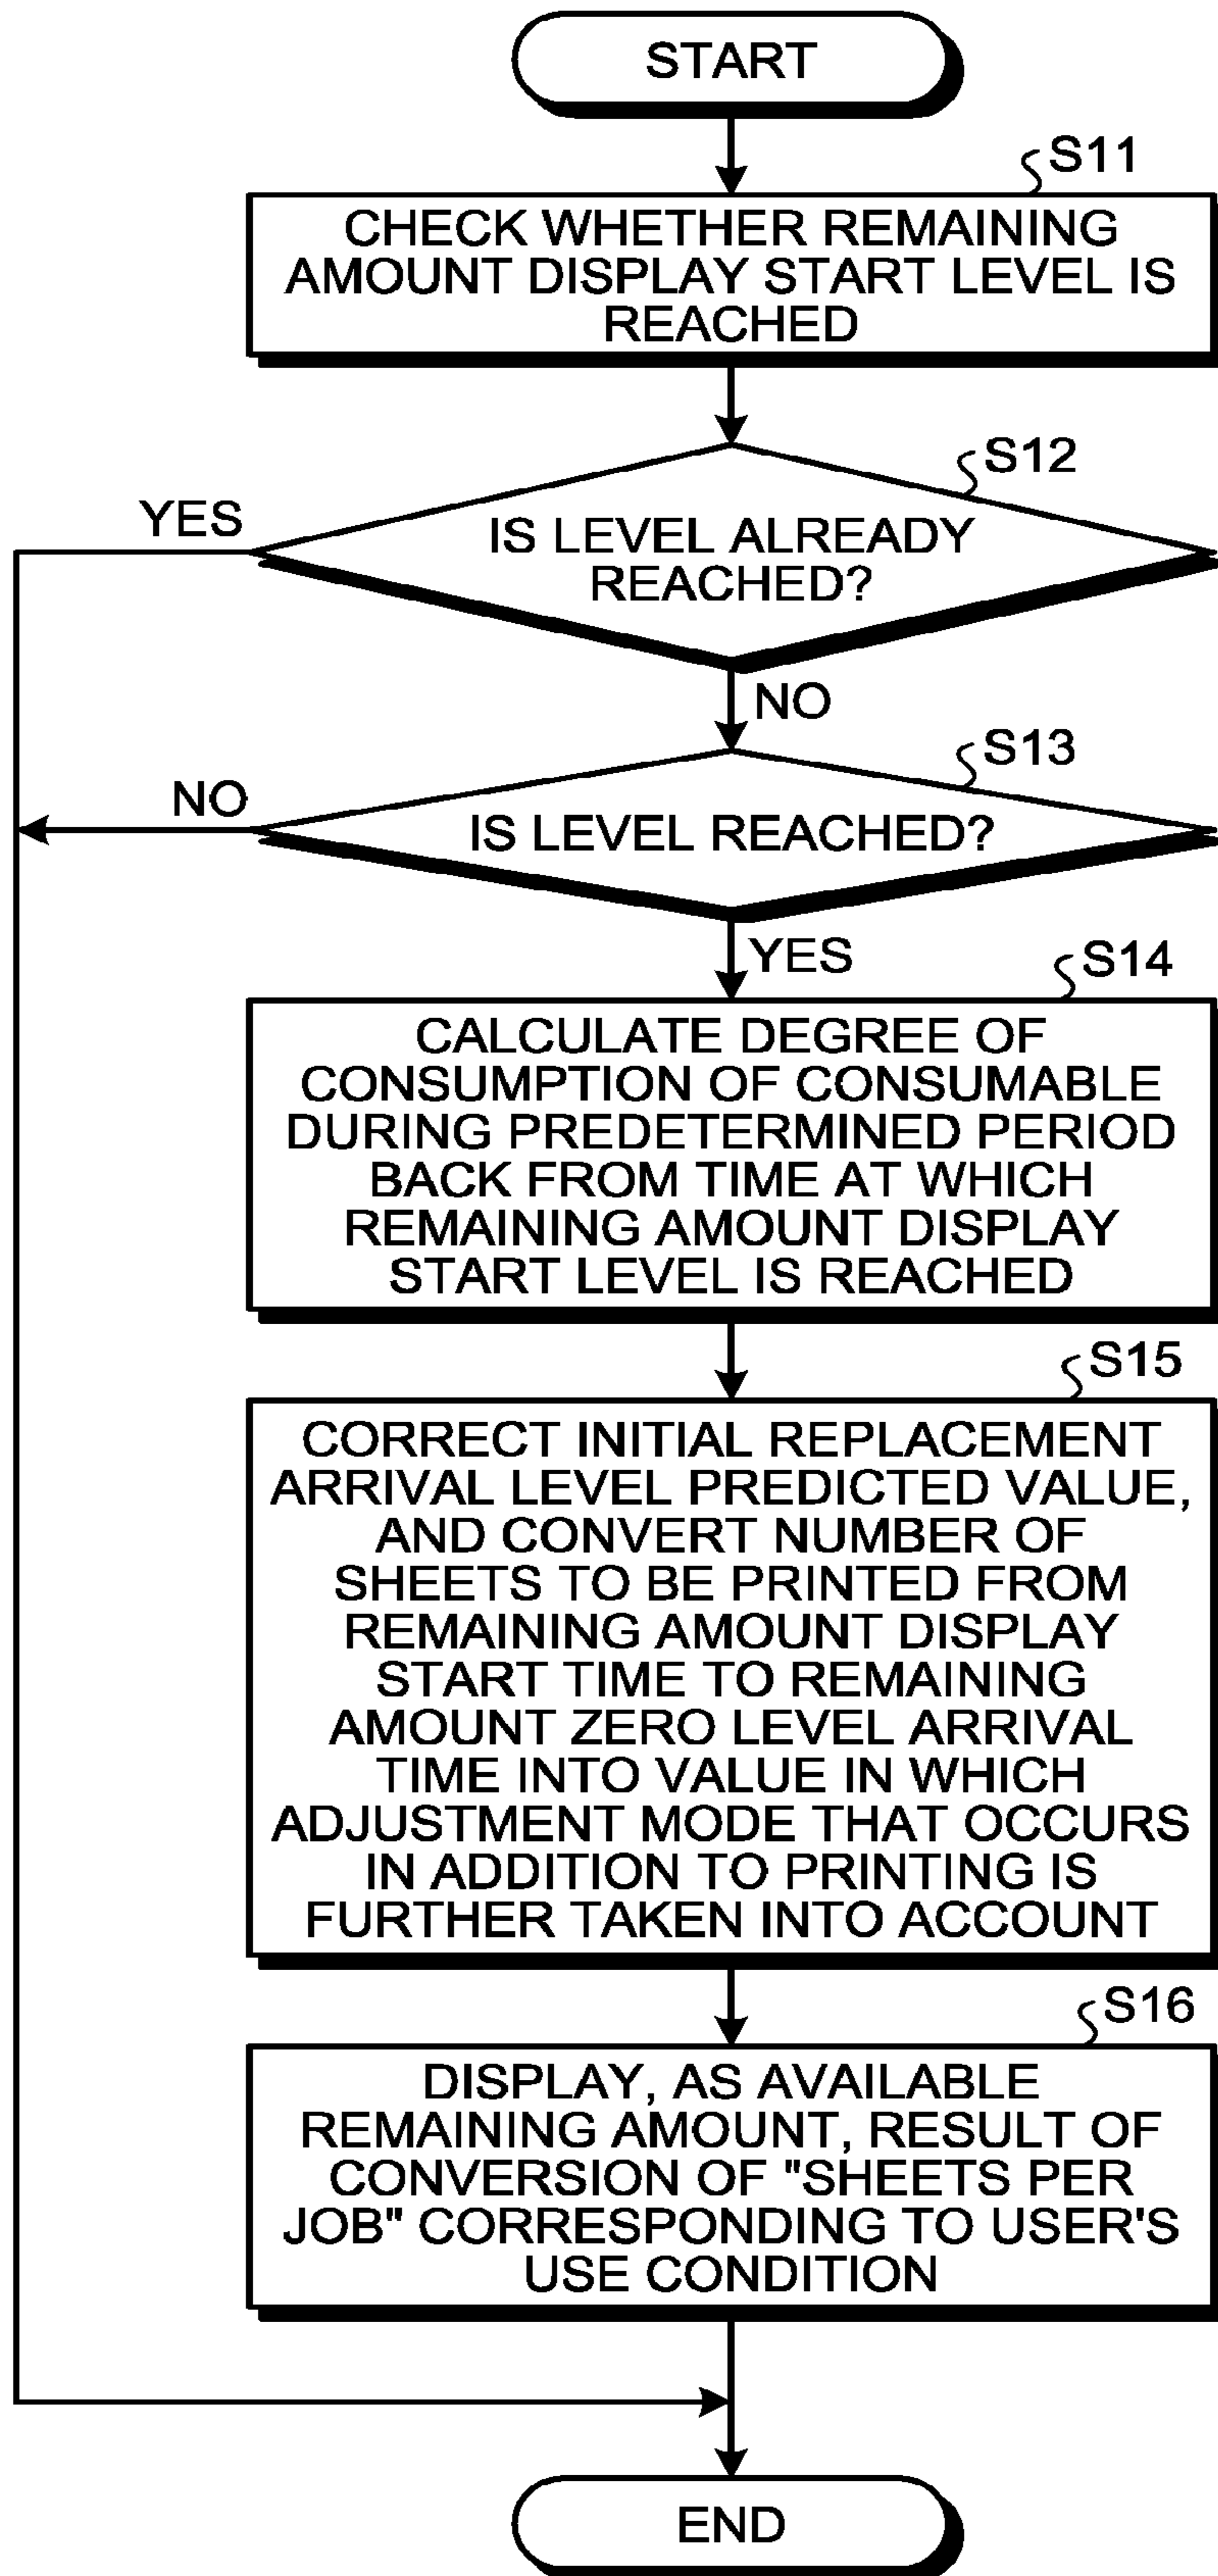 START
S11
CHECK WHETHER REMAINING
AMOUNT DISPLAY START LEVEL IS
REACHED
S12
YES
IS LEVEL ALREADY
REACHED?
NO
S13
NO
IS LEVEL REACHED?
YES
S14
CALCULATE DEGREE OF
CONSUMPTION OF CONSUMABLE
DURING PREDETERMINED PERIOD
BACK FROM TIME AT WHICH
REMAINING AMOUNT DISPLAY
START LEVEL IS REACHED
S15
CORRECT INITIAL REPLACEMENT
ARRIVAL LEVEL PREDICTED VALUE,
AND CONVERT NUMBER OF
SHEETS TO BE PRINTED FROM
REMAINING AMOUNT DISPLAY
START TIME TO REMAINING
AMOUNT ZERO LEVEL ARRIVAL
TIME INTO VALUE IN WHICH
ADJUSTMENT MODE THAT OCCURS
IN ADDITION TO PRINTING IS
FURTHER TAKEN INTO ACCOUNT
S16
DISPLAY, AS AVAILABLE
REMAINING AMOUNT, RESULT OF
CONVERSION OF "SHEETS PER
JOB" CORRESPONDING TO USER'S
USE CONDITION
END